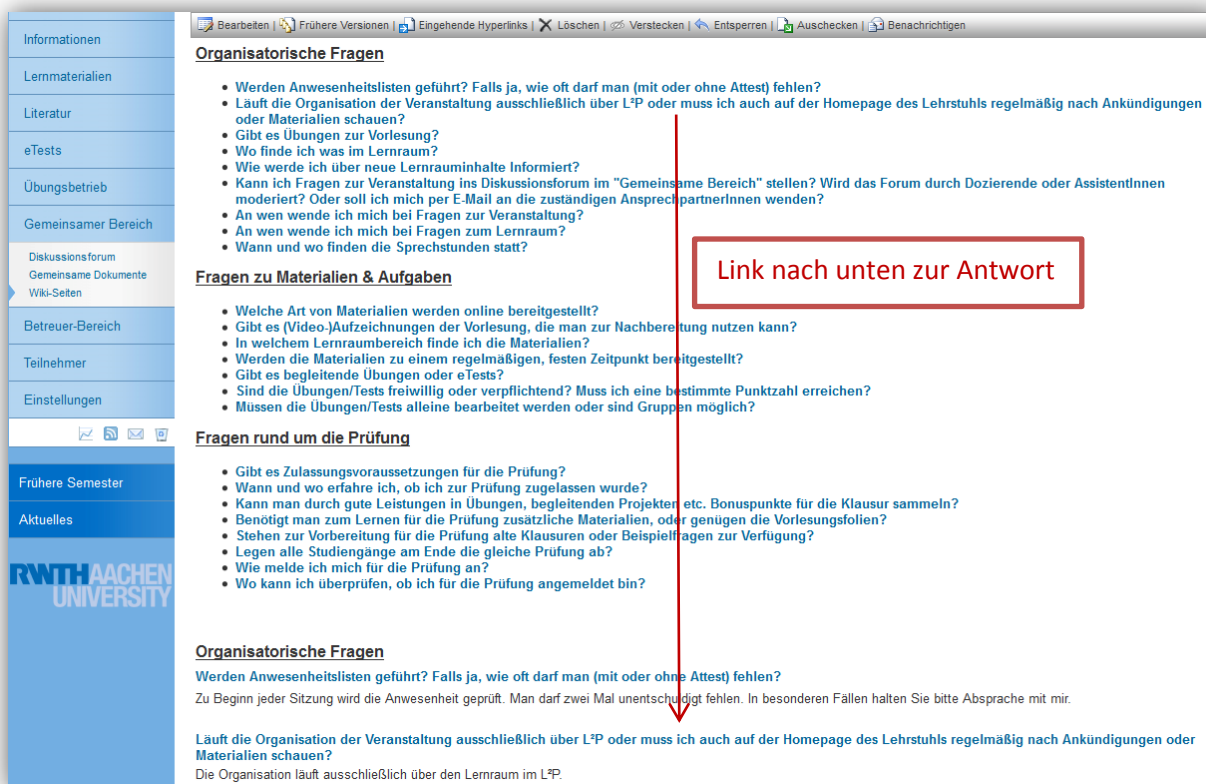 Informationen
Lernmaterialien
Literatur
eTests
Übungsbetrieb
Gemeinsamer Bereich
Diskussionsforum
Gemeinsame Dokumente
Wiki-Seiten
Betreuer-Bereich
Teilnehmer
Einstellungen
Frühere Semester
Aktuelles
RWTH AACHEN
UNIVERSITY
Bearbeiten | Frühere Versionen | Eingehende Hyperlinks | Löschen | Verstecken | Entsperren | Auschecken | Benachrichtigen
Organisatorische Fragen
• Werden Anwesenheitslisten geführt? Falls ja, wie oft darf man (mit oder ohne Attest) fehlen?
• Läuft die Organisation der Veranstaltung ausschließlich über L²P oder muss ich auch auf der Homepage des Lehrstuhls regelmäßig nach Ankündigungen
oder Materialien schauen?
• Gibt es Übungen zur Vorlesung?
• Wo finde ich was im Lernraum?
• Wie werde ich über neue Lernrauminhalte Informiert?
• Kann ich Fragen zur Veranstaltung ins Diskussionsforum im "Gemeinsame Bereich" stellen? Wird das Forum durch Dozierende oder AssistentInnen
moderiert? Oder soll ich mich per E-Mail an die zuständigen AnsprechpartnerInnen wenden?
• An wen wende ich mich bei Fragen zur Veranstaltung?
• An wen wende ich mich bei Fragen zum Lernraum?
• Wann und wo finden die Sprechstunden statt?
Link nach unten zur Antwort
Fragen zu Materialien & Aufgaben
• Welche Art von Materialien werden online bereitgestellt?
• Gibt es (Video-)Aufzeichnungen der Vorlesung, die man zur Nachbereitung nutzen kann?
• In welchem Lernraumbereich finde ich die Materialien?
• Werden die Materialien zu einem regelmäßigen, festen Zeitpunkt bereitgestellt?
• Gibt es begleitende Übungen oder eTests?
• Sind die Übungen/Tests freiwillig oder verpflichtend? Muss ich eine bestimmte Punktzahl erreichen?
• Müssen die Übungen/Tests alleine bearbeitet werden oder sind Gruppen möglich?
Fragen rund um die Prüfung
• Gibt es Zulassungsvoraussetzungen für die Prüfung?
• Wann und wo erfahre ich, ob ich zur Prüfung zugelassen wurde?
• Kann man durch gute Leistungen in Übungen, begleitenden Projekten etc. Bonuspunkte für die Klausur sammeln?
• Benötigt man zum Lernen für die Prüfung zusätzliche Materialien, oder genügen die Vorlesungsfolien?
• Stehen zur Vorbereitung für die Prüfung alte Klausuren oder Beispielfragen zur Verfügung?
• Legen alle Studiengänge am Ende die gleiche Prüfung ab?
• Wie melde ich mich für die Prüfung an?
• Wo kann ich überprüfen, ob ich für die Prüfung angemeldet bin?
Organisatorische Fragen
Werden Anwesenheitslisten geführt? Falls ja, wie oft darf man (mit oder ohne Attest) fehlen?
Zu Beginn jeder Sitzung wird die Anwesenheit geprüft. Man darf zwei Mal unentschuldigt fehlen. In besonderen Fällen halten Sie bitte Absprache mit mir.
Läuft die Organisation der Veranstaltung ausschließlich über L²P oder muss ich auch auf der Homepage des Lehrstuhls regelmäßig nach Ankündigungen oder
Materialien schauen?
Die Organisation läuft ausschließlich über den Lernraum im L²P.